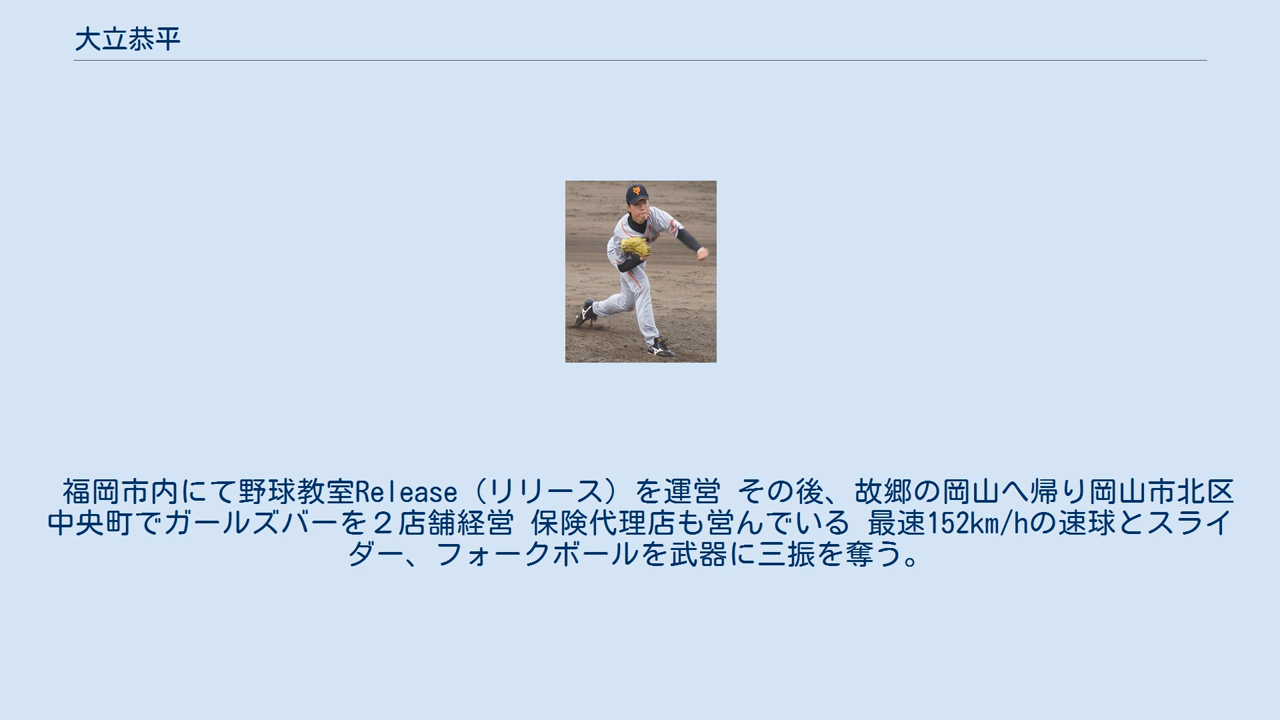 大立恭平
福岡市内にて野球教室Release（リリース）を運営 その後、故郷の岡山へ帰り岡山市北区
中央町でガールズバーを２店舗経営 保険代理店も営んでいる 最速152km/hの速球とスライ
ダー、フォークボールを武器に三振を奪う。